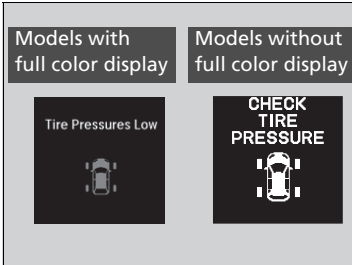 Models with
full color display
Models without
full color display
Tire Pressures Low
CHECK
TIRE
PRESSURE